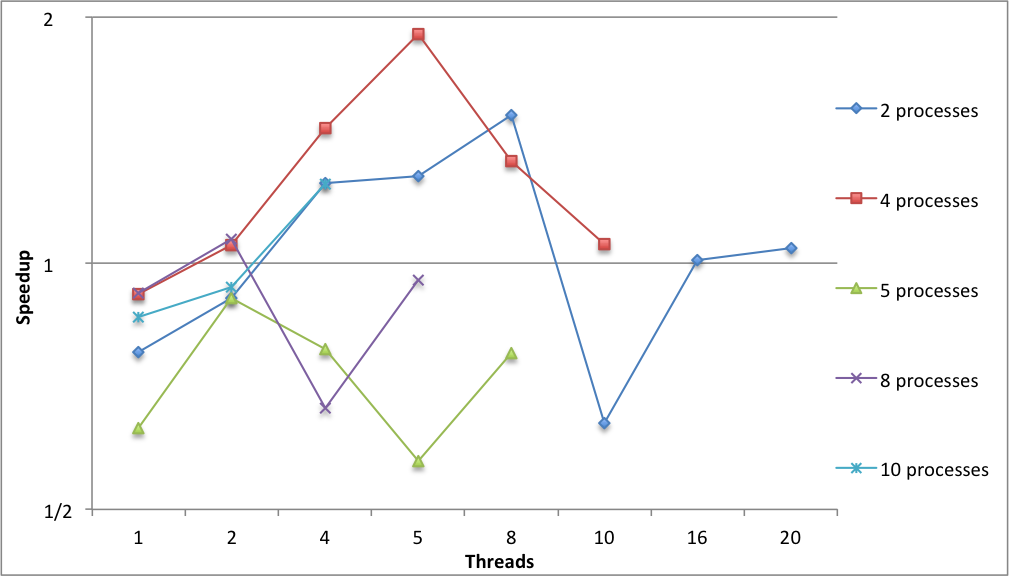 2
1
1/2
Speedup
1 2 4 5 8 10 16 20
Threads
2 processes
4 processes
5 processes
8 processes
10 processes